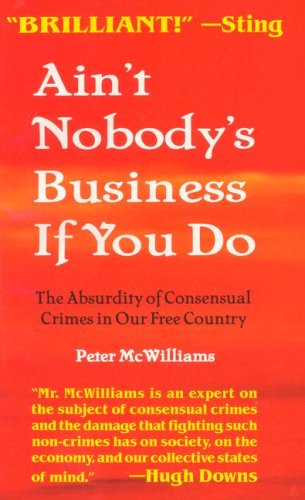 "BRILLIANT!" —Sting
Ain't
Nobody's
Business
If You Do
The Absurdity of Consensual
Crimes in Our Free Country
Peter McWilliams
"Mr. McWilliams is an expert on
the subject of consensual crimes
and the damage that fighting such
non-crimes has on society, on the
economy, and our collective states
of mind." —Hugh Downs